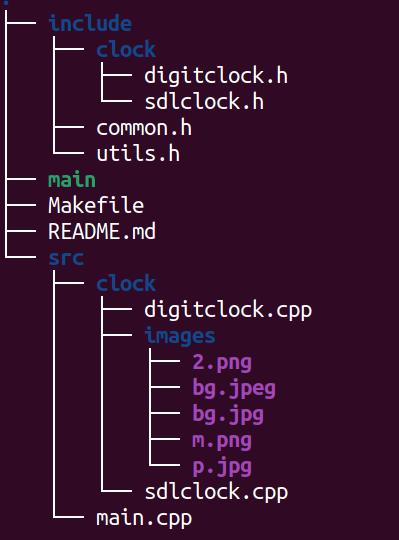 .
include
clock
digitclock.h
sdlclock.h
common.h
utils.h
main
Makefile
README.md
src
clock
digitclock.cpp
images
2.png
bg.jpeg
bg.jpg
m.png
p.jpg
sdlclock.cpp
main.cpp